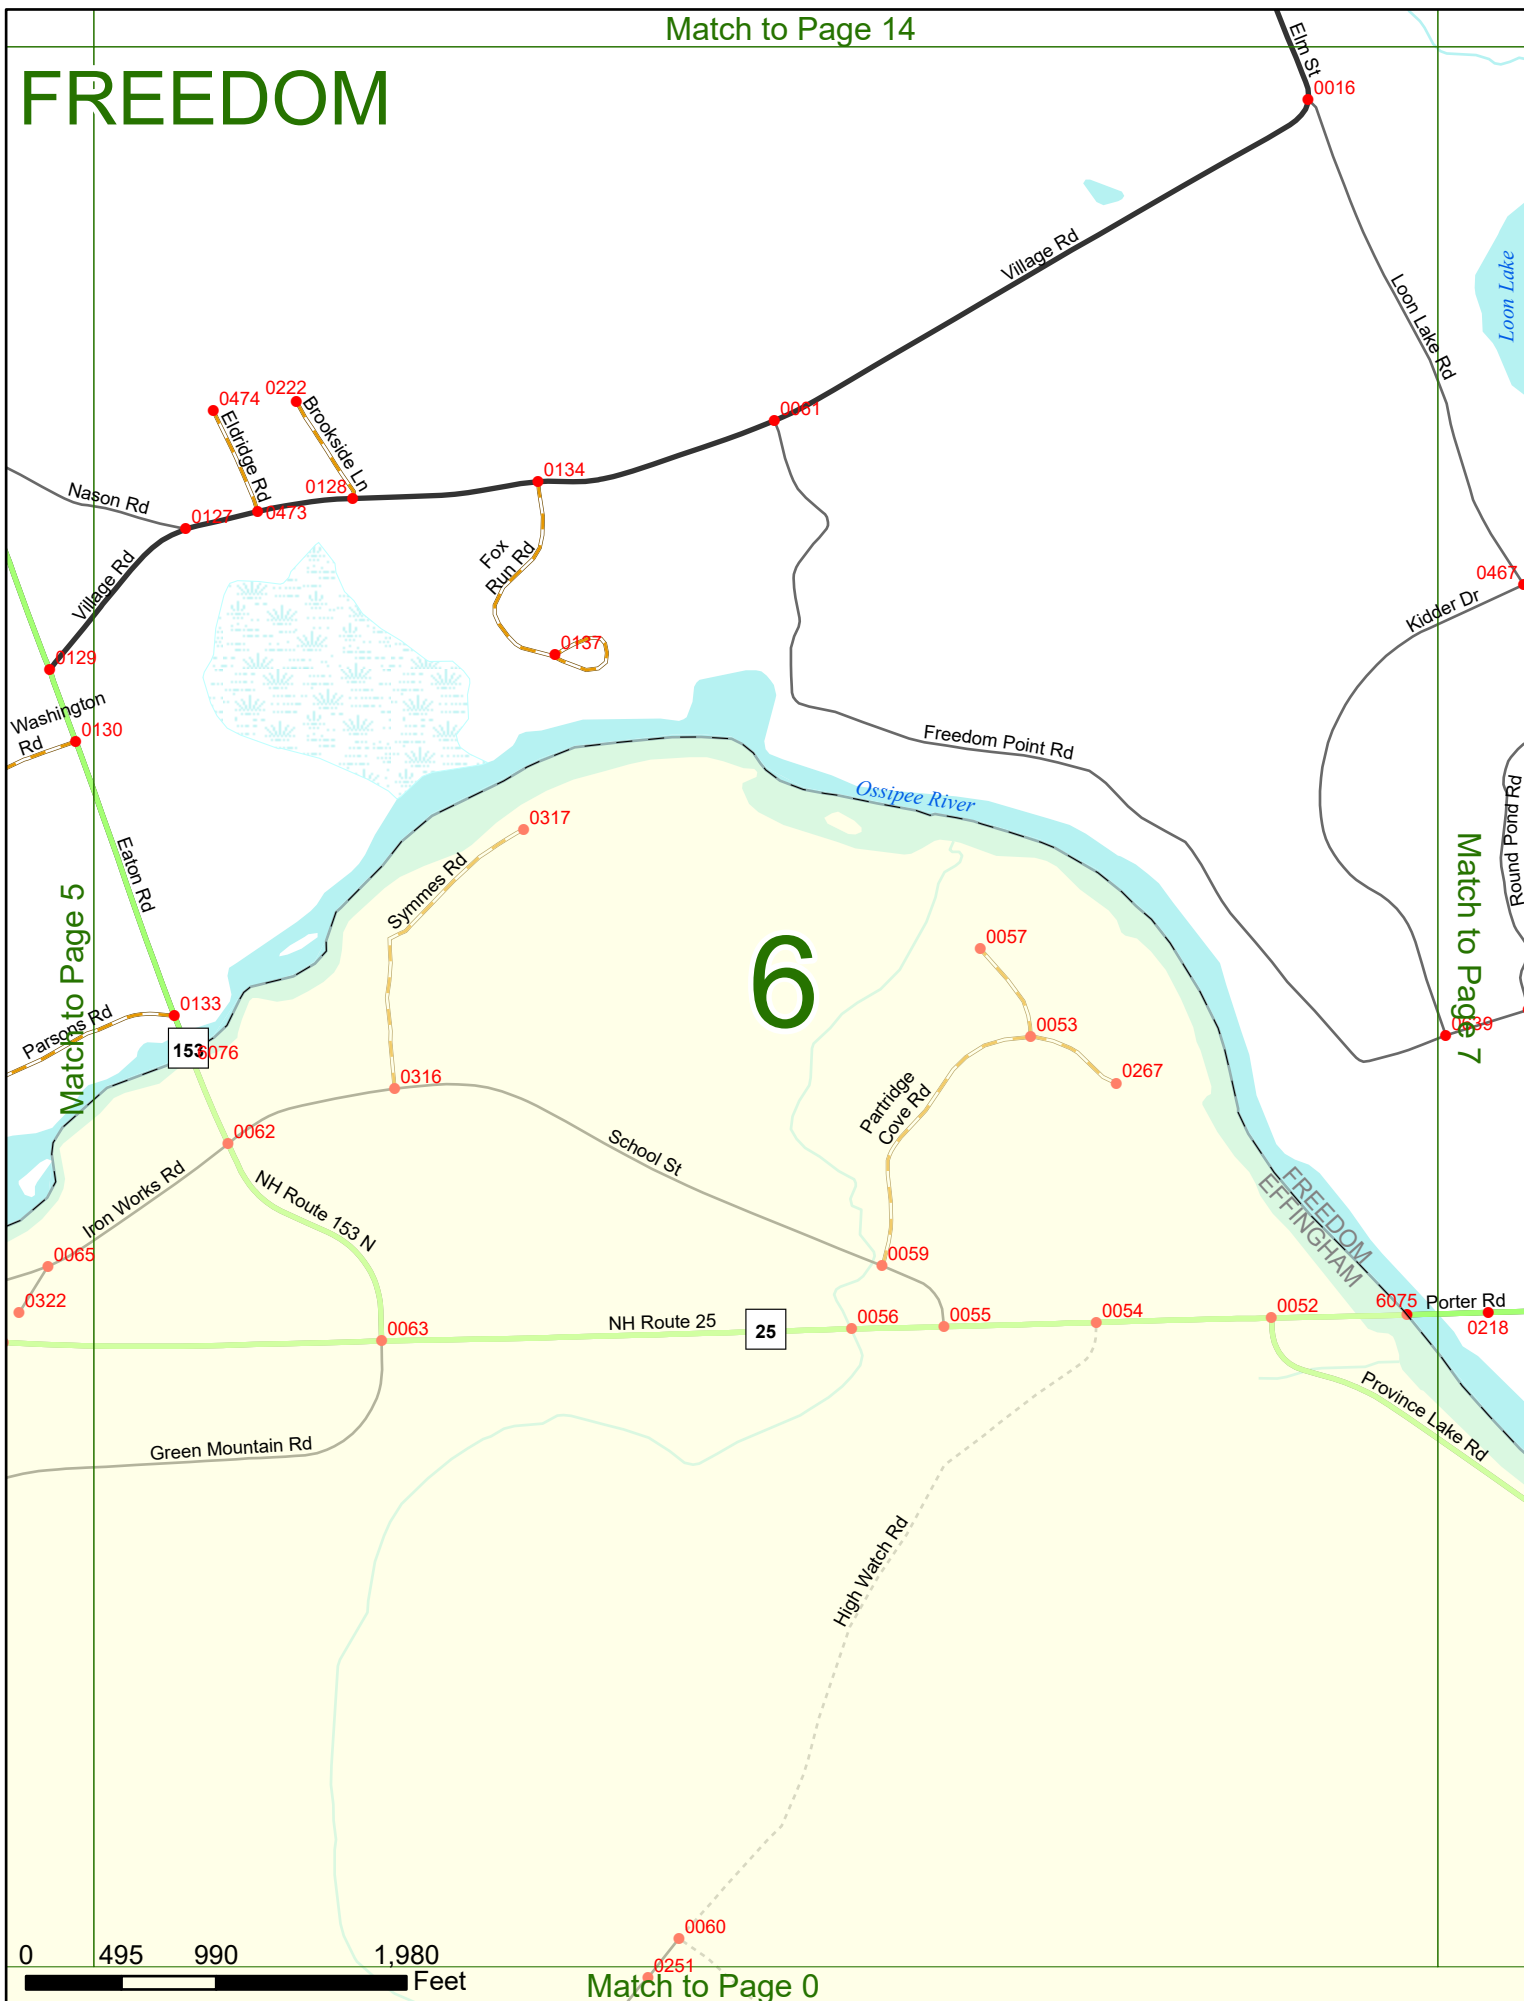 Match to Page 14
FREEDOM
Elm St
0016
Village Rd
Loon Lake Rd
Loon Lake
0474
0222
Eldridge Rd
Brookside Ln
0061
0134
0128
Nason Rd
0127
0473
Village Rd
Fox
Run Rd
0467
Kidder Dr
0137
0129
Washington
Rd
0130
Freedom Point Rd
Ossipee River
Round Pond Rd
0317
Eaton Rd
Symmes Rd
Match to Page 5
Match to Page 7
6
0057
0133
Parsons Rd
153
6076
0053
0639
0316
0267
Partridge
Cove Rd
0062
School St
Iron Works Rd
NH Route 153 N
FREEDOM
EFFINGHAM
0065
0059
0322
0063
NH Route 25
25
0056
0055
0054
0052
6075
Porter Rd
0218
Province Lake Rd
Green Mountain Rd
High Watch Rd
0060
0251
0 495 990 1,980
Feet
Match to Page 0